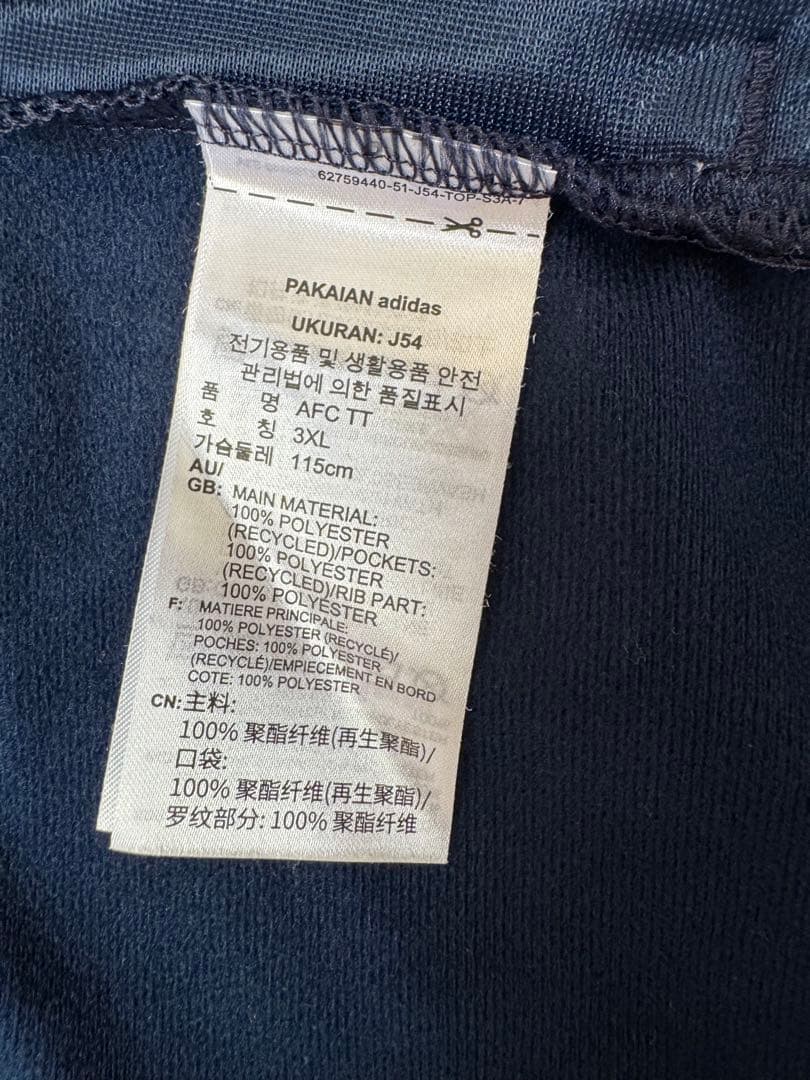 62759440-51-J54-TOP-S3A-7
PAKAIAN adidas
UKURAN: J54
전기용품 및 생활용품 안전
관리법에 의한 품질표시
품 명 AFC TT
호 칭 3XL
가슴둘레 115cm
AU/
GB: MAIN MATERIAL:
100% POLYESTER
(RECYCLED)/POCKETS:
100% POLYESTER
(RECYCLED)/RIB PART:
100% POLYESTER
F: MATIERE PRINCIPALE:
100% POLYESTER (RECYCLÉ)/
POCHES: 100% POLYESTER
(RECYCLÉ)/EMPIECEMENT EN BORD
COTE: 100% POLYESTER
CN: 主料:
100% 聚酯纤维(再生聚酯)/
口袋:
100% 聚酯纤维(再生聚酯)/
罗纹部分: 100% 聚酯纤维